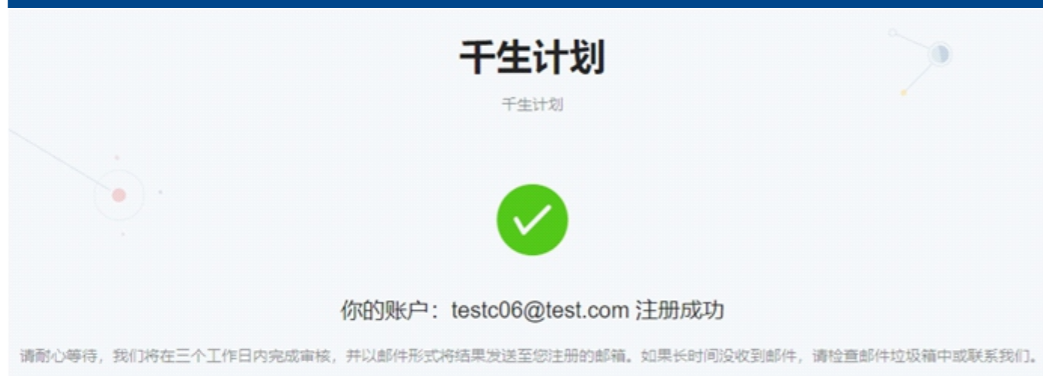 千生计划
千生计划
你的账户：testc06@test.com 注册成功
请耐心等待，我们将在三个工作日内完成审核，并以邮件形式将结果发送至您注册的邮箱。如果长时间没收到邮件，请检查邮件垃圾箱中或联系我们。